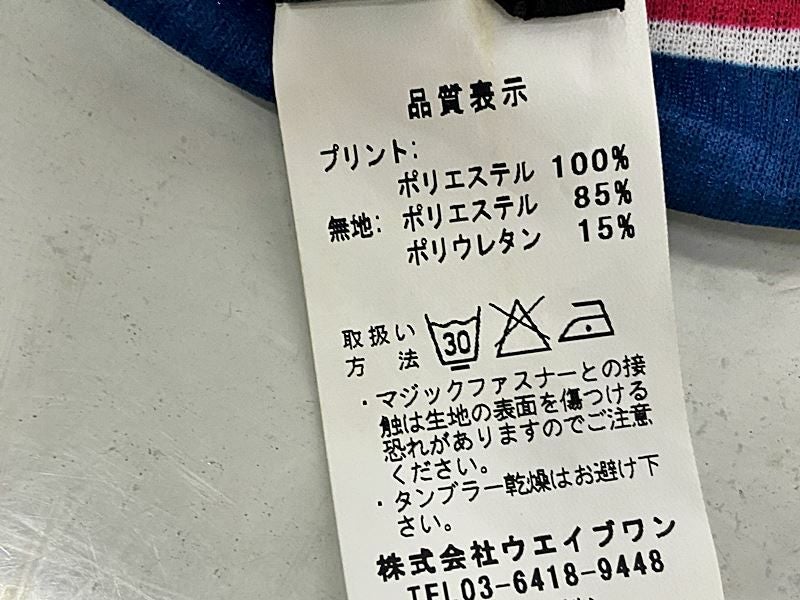 品質表示
プリント:
ポリエステル 100%
無地: ポリエステル 85%
ポリウレタン 15%
取扱い
方法
30
・マジックファスナーとの接
触は生地の表面を傷つける
恐れがありますのでご注意
ください。
・タンブラー乾燥はお避け下
さい。
株式会社ウエイブワン
TEL03-6418-9448